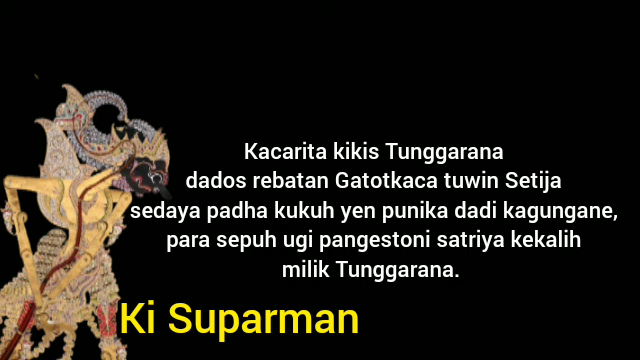 Kacarita kikis Tunggarana
dados rebatan Gatotkaca tuwin Setija
sedaya padha kukuh yen punika dadi kagungane,
para sepuh ugi pangestoni satriya kekalih
milik Tunggarana.
Ki Suparman